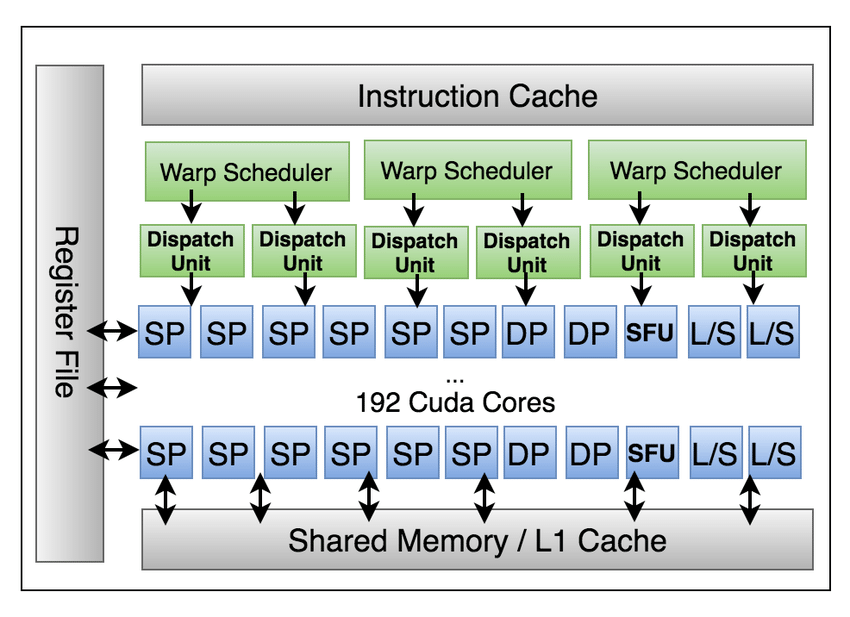 Instruction Cache
Warp Scheduler
Warp Scheduler
Warp Scheduler
Dispatch
Unit
Dispatch
Unit
Dispatch
Unit
Dispatch
Unit
Dispatch
Unit
Dispatch
Unit
Register File
SP SP SP SP SP SP DP DP SFU L/S L/S
...
192 Cuda Cores
SP SP SP SP SP SP DP DP SFU L/S L/S
Shared Memory / L1 Cache